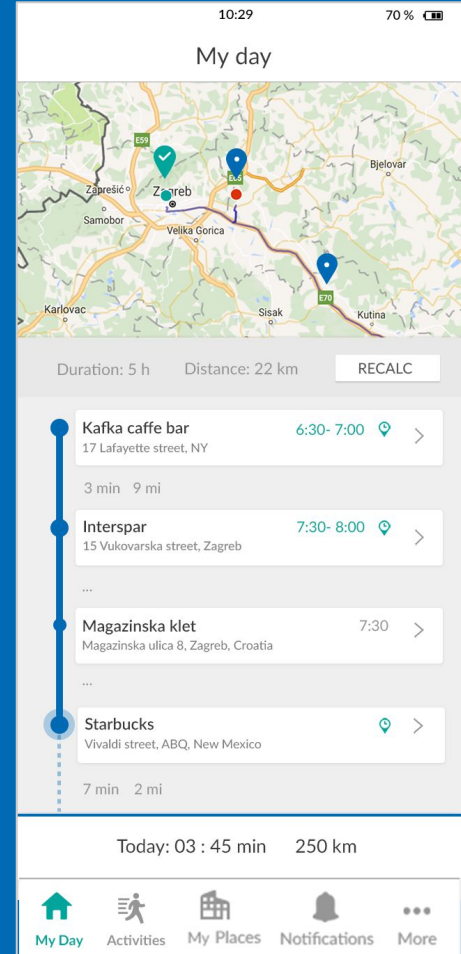 10:29
70 %
My day
E59
Bjelovar
Zaprešić
Zagreb
E65
Samobor
Velika Gorica
E70
Karlovac
Sisak
Kutina
Duration: 5 h Distance: 22 km RECALC
Kafka caffe bar 6:30- 7:00
17 Lafayette street, NY
3 min 9 mi
Interspar 7:30- 8:00
15 Vukovarska street, Zagreb
...
Magazinska klet 7:30
Magazinska ulica 8, Zagreb, Croatia
...
Starbucks
Vivaldi street, ABQ, New Mexico
7 min 2 mi
Today: 03 : 45 min 250 km
My Day Activities My Places Notifications More